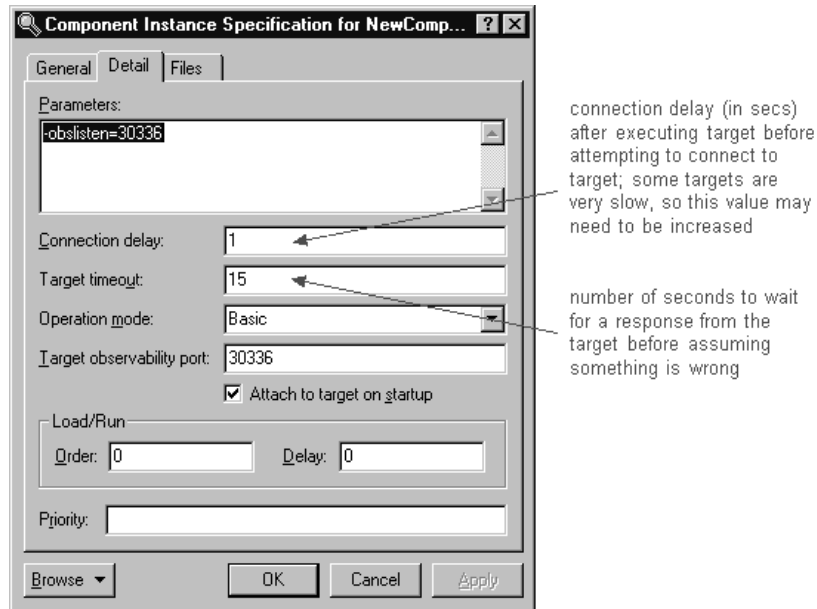 Component Instance Specification for NewComp...
General Detail Files
Parameters:
-obslisten=30336
Connection delay: 1
Target timeout: 15
Operation mode: Basic
Target observability port: 30336
Attach to target on startup
Load/Run
Order: 0 Delay: 0
Priority:
Browse OK Cancel Apply
connection delay (in secs)
after executing target before
attempting to connect to
target; some targets are
very slow, so this value may
need to be increased
number of seconds to wait
for a response from the
target before assuming
something is wrong